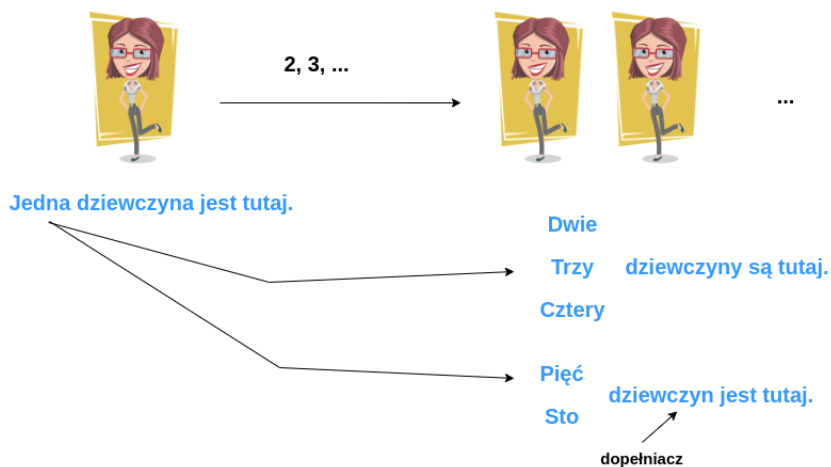 2, 3, ...
...
Jedna dziewczyna jest tutaj.
Dwie
Trzy dziewczyny są tutaj.
Cztery
Pięć
dziewczyn jest tutaj.
Sto
dopełniacz